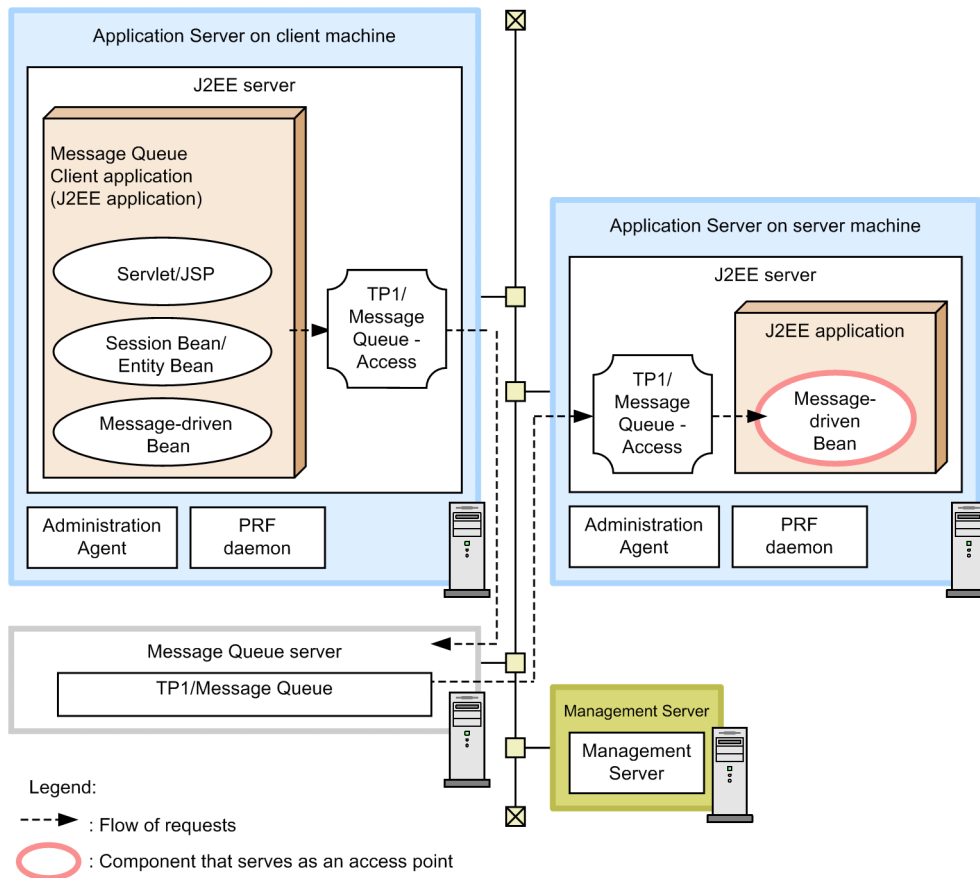 Application Server on client machine
J2EE server
Message Queue
Client application
(J2EE application)
Servlet/JSP
Session Bean/
Entity Bean
Message-driven
Bean
TP1/
Message
Queue -
Access
Administration
Agent
PRF
daemon
Application Server on server machine
J2EE server
TP1/
Message
Queue -
Access
J2EE application
Message-
driven
Bean
Administration
Agent
PRF
daemon
Message Queue server
TP1/Message Queue
Management Server
Management
Server
Legend:
: Flow of requests
: Component that serves as an access point